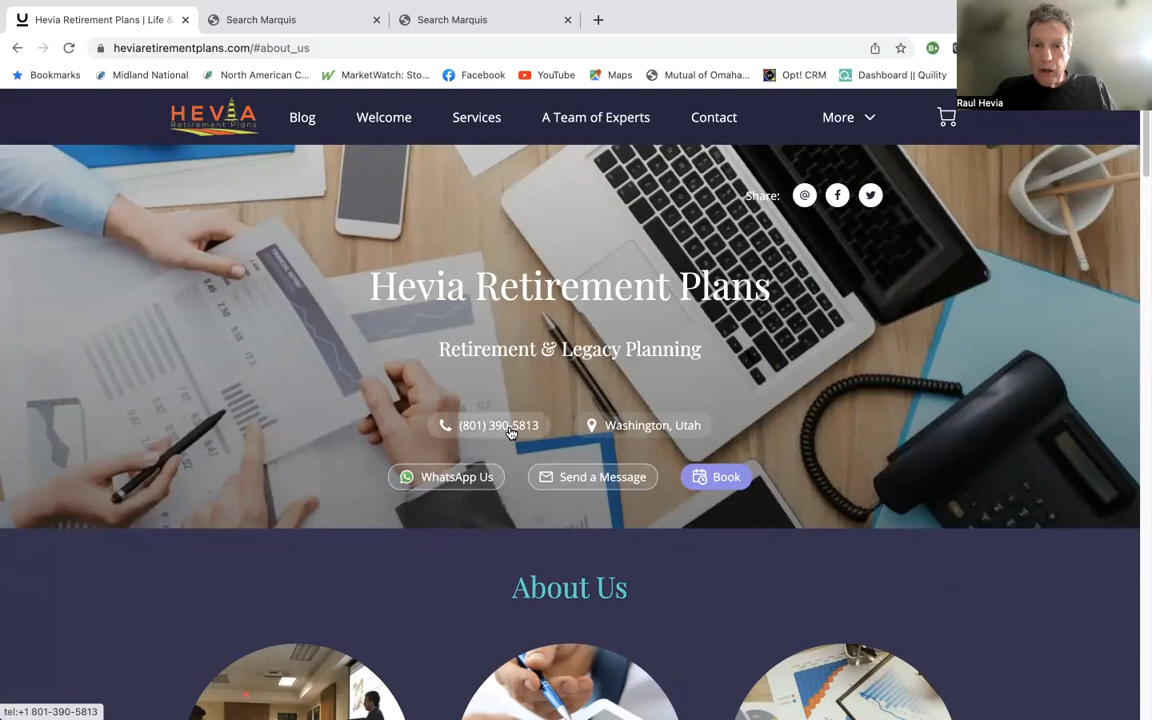 Hevia Retirement Plans | Life &
Search Marquis
Search Marquis
heviaretirementplans.com/#about_us
Bookmarks
Midland National
North American C...
MarketWatch: Sto...
Facebook
YouTube
Maps
Mutual of Omaha...
Opt! CRM
Dashboard || Quility
Raul Hevia
HEVIA
Retirement Plans
Blog
Welcome
Services
A Team of Experts
Contact
More
Share:
Hevia Retirement Plans
Retirement & Legacy Planning
(801) 390-5813
Washington, Utah
WhatsApp Us
Send a Message
Book
About Us
tel:+1 801-390-5813